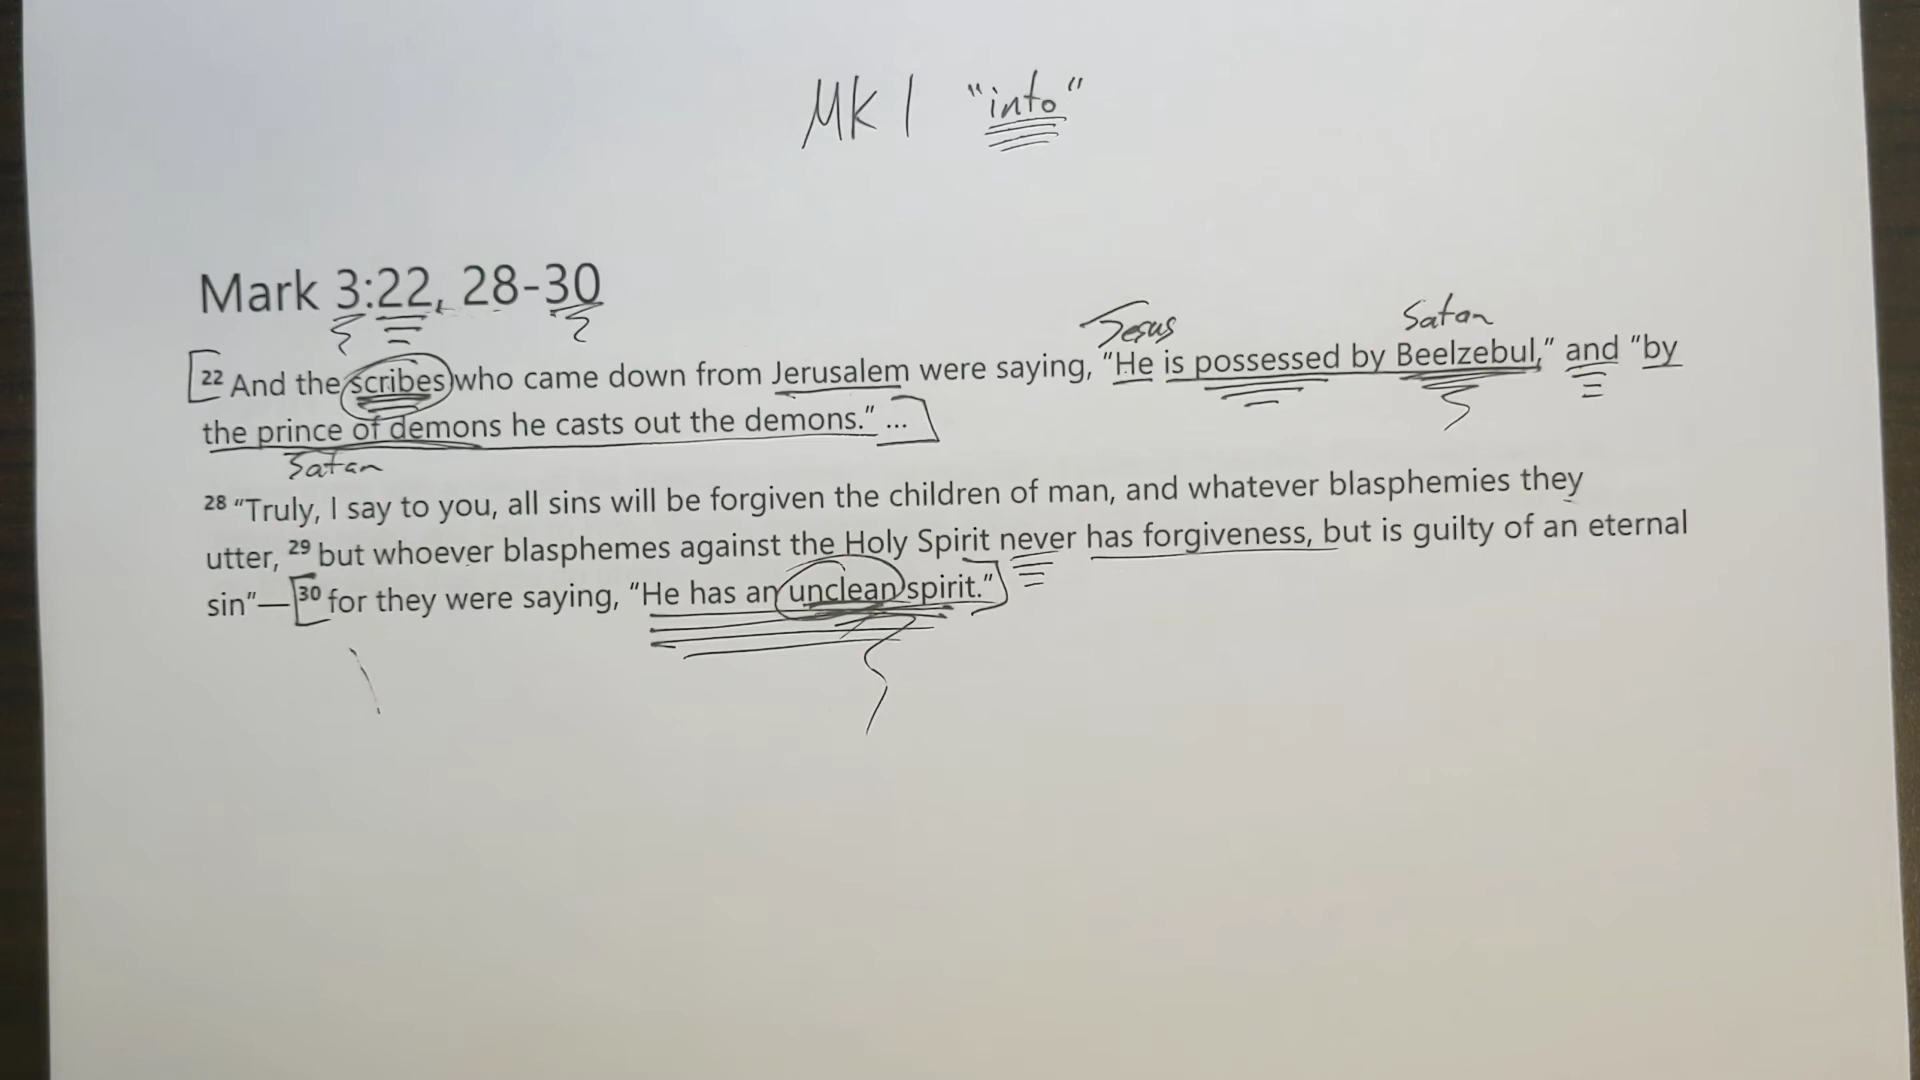 MK 1 "into"
Mark 3:22, 28-30
Jesus Satan
22 And the scribes who came down from Jerusalem were saying, "He is possessed by Beelzebul," and "by
the prince of demons he casts out the demons." ...
Satan
28 "Truly, I say to you, all sins will be forgiven the children of man, and whatever blasphemies they
utter, 29 but whoever blasphemes against the Holy Spirit never has forgiveness, but is guilty of an eternal
sin"—30 for they were saying, "He has an unclean spirit."